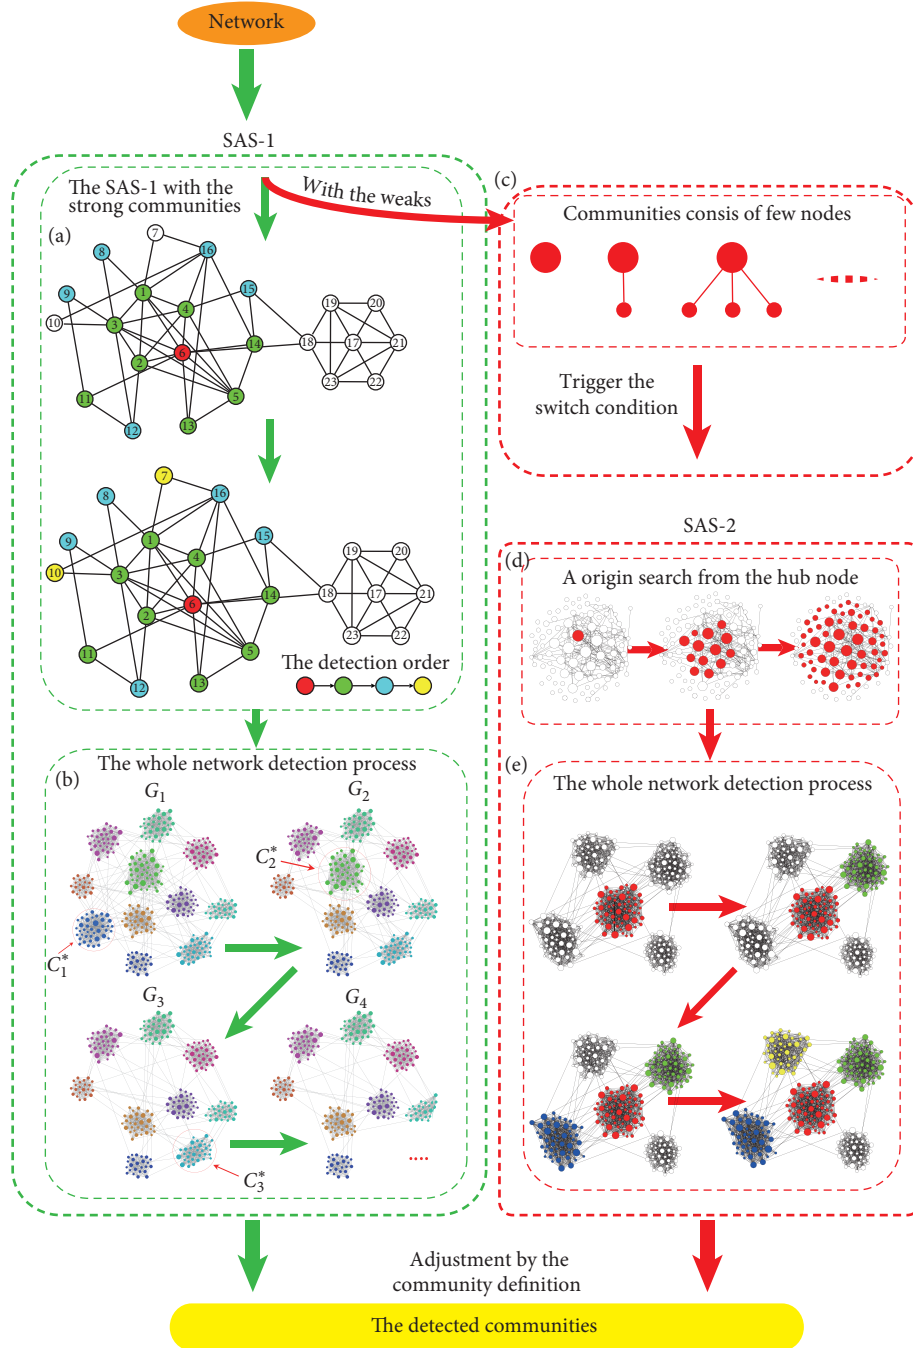 Network
SAS-1
The SAS-1 with the
strong communities
With the weaks
(a)
7
8
16
9
1
15
10
3
4
19
20
6
14
18
17
21
2
23
22
11
5
12
13
7
8
16
9
1
15
10
3
4
19
20
6
14
18
17
21
2
23
22
11
5
12
13
The detection order
(b)
The whole network detection process
G1
G2
C2*
C1*
G3
G4
C3*
(c)
Communities consis of few nodes
Trigger the
switch condition
SAS-2
(d)
A origin search from the hub node
(e)
The whole network detection process
Adjustment by the
community definition
The detected communities